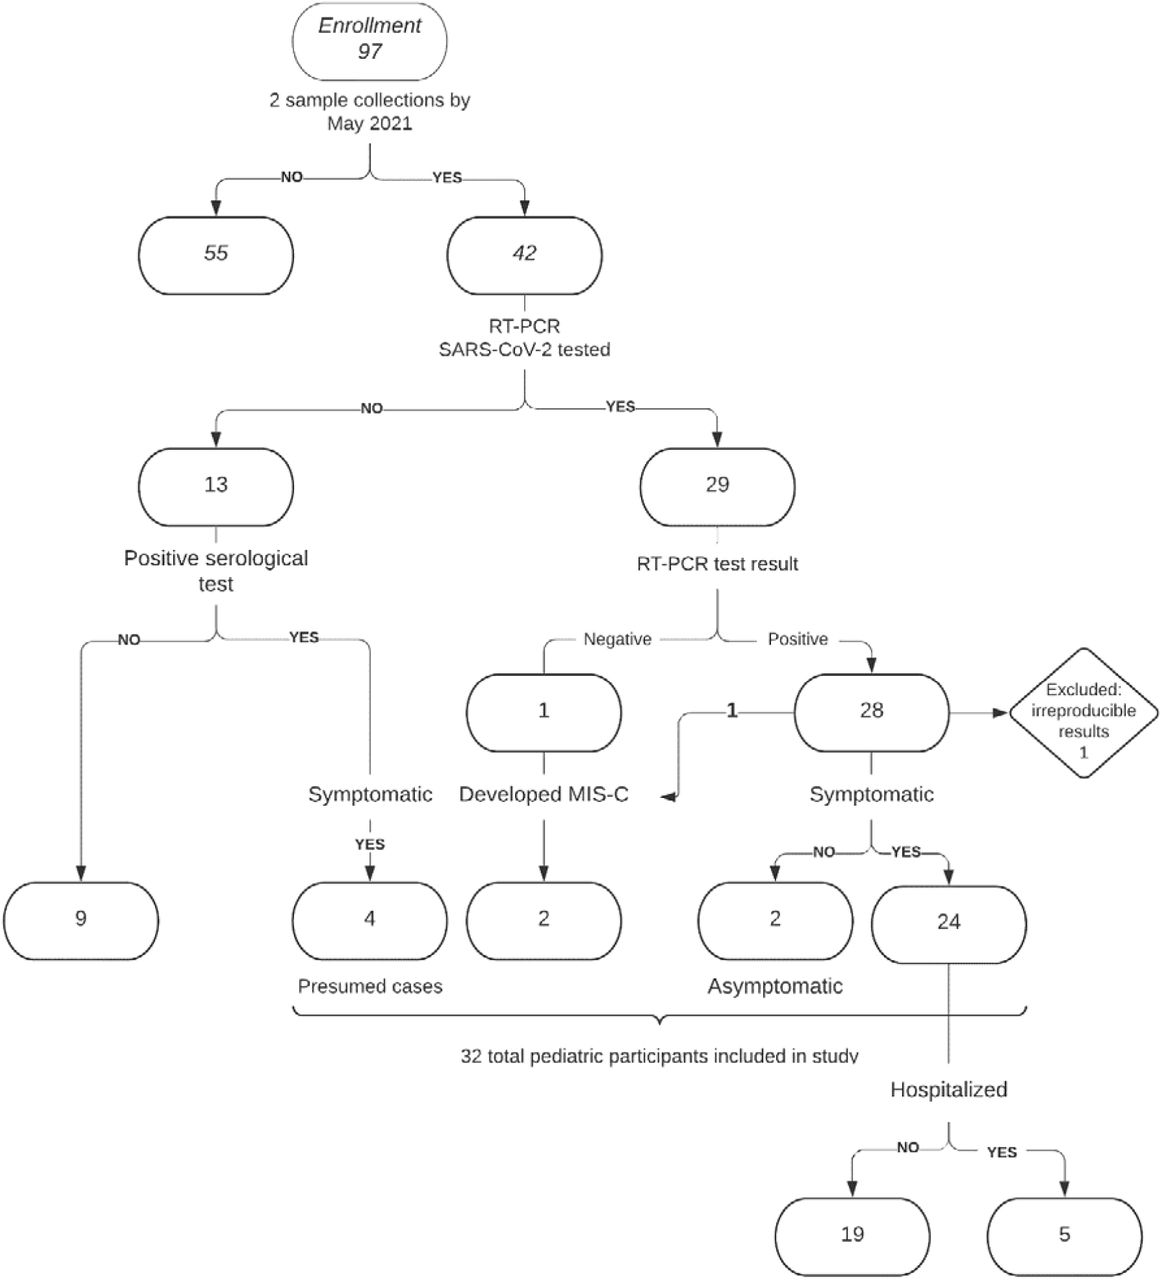 Enrollment
97
2 sample collections by
May 2021
NO
YES
55
42
RT-PCR
SARS-CoV-2 tested
NO
YES
13
29
Positive serological
test
RT-PCR test result
NO
YES
Negative
Positive
1
1
28
Excluded:
irreproducible
results
1
Symptomatic
Developed MIS-C
Symptomatic
YES
NO
YES
9
4
2
2
24
Presumed cases
Asymptomatic
32 total pediatric participants included in study
Hospitalized
NO
YES
19
5